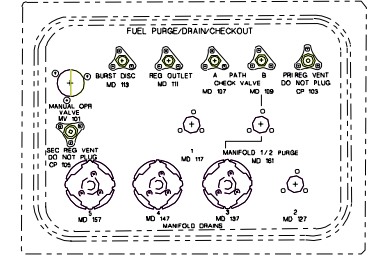 FUEL PURGE/DRAIN/CHECKOUT
BURST DISC
MD 113
REG OUTLET
MD 111
A PATH B
CHECK VALVE
MD 107 MD 109
PRI REG VENT
DO NOT PLUG
CP 103
MANUAL OPR
VALVE
MV 101
SEC REG VENT
DO NOT PLUG
CP 105
1
MD 117
MANIFOLD 1/2 PURGE
MD 161
5
MD 157
4
MD 147
3
MD 137
2
MD 127
MANIFOLD DRAINS